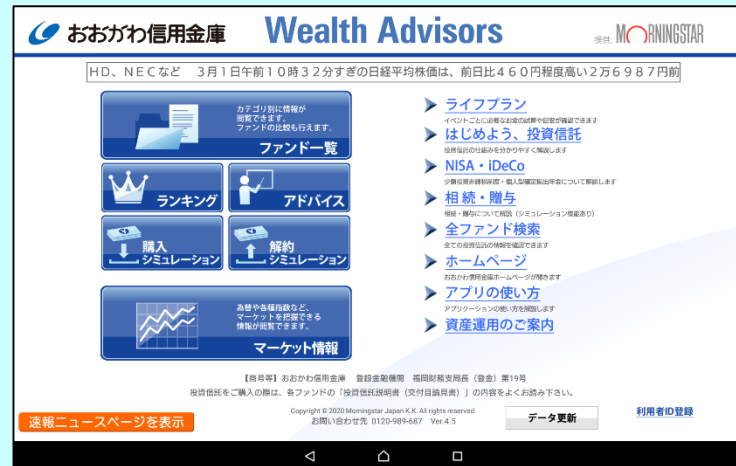 おおがわ信用金庫
Wealth Advisors
提供: MORNINGSTAR
HD、NECなど 3月1日午前10時32分すぎの日経平均株価は、前日比460円程度高い2万6987円前
カテゴリ別に情報が
閲覧できます。
ファンドの比較も行えます。
ファンド一覧
ランキング
アドバイス
購入
シミュレーション
解約
シミュレーション
為替や各種指数など、
マーケットを把握できる
情報が閲覧できます。
マーケット情報
ライフプラン
イベントごとに必要なお金の試算や目安が確認できます
はじめよう、投資信託
投資信託の仕組みを分かりやすく解説します
NISA・iDeCo
少額投資非課税制度・個人型確定拠出年金について解説します
相続・贈与
相続・贈与について解説(シミュレーション機能あり)
全ファンド検索
全ての投資信託の情報を確認できます
ホームページ
おおかわ信用金庫ホームページが開きます
アプリの使い方
アプリケーションの使い方を解説します
資産運用のご案内
【商号等】おおかわ信用金庫 登録金融機関 福岡財務支局長(登金)第19号
投資信託をご購入の際は、各ファンドの「投資信託説明書(交付目論見書)」の内容をよくお読み下さい。
Copyright © 2020 Morningstar Japan K.K. All rights reserved.
お問い合わせ先 0120-989-687 Ver.4.5
速報ニュースページを表示
データ更新
利用者ID登録